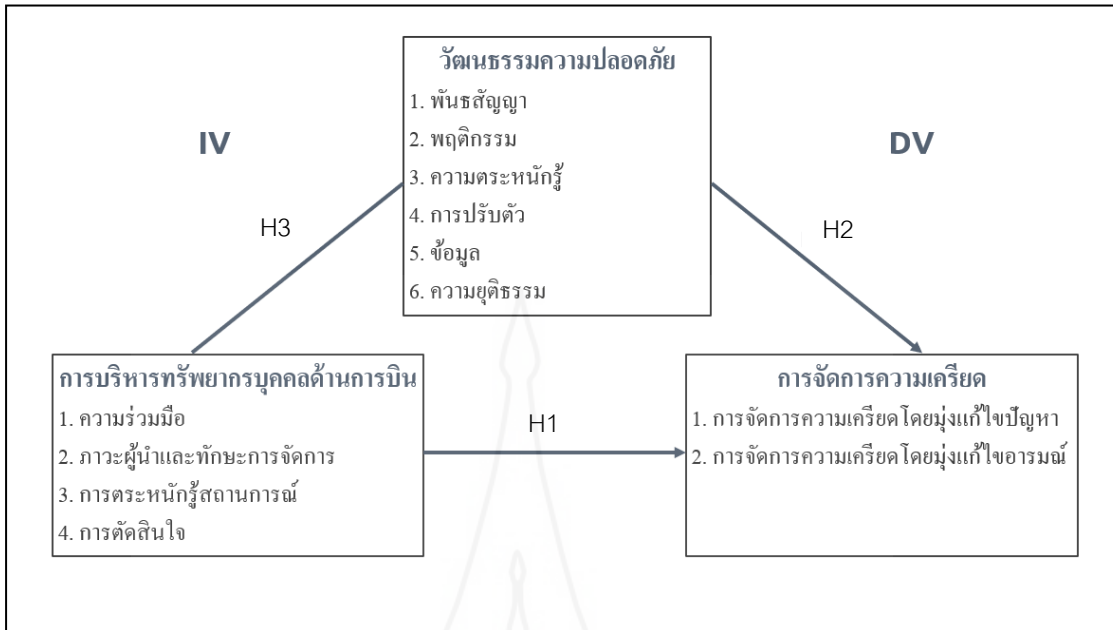 วัฒนธรรมความปลอดภัย
1. พันธสัญญา
2. พฤติกรรม
3. ความตระหนักรู้
4. การปรับตัว
5. ข้อมูล
6. ความยุติธรรม
IV
DV
H3
H2
การบริหารทรัพยากรบุคคลด้านการบิน
1. ความร่วมมือ
2. ภาวะผู้นำและทักษะการจัดการ
3. การตระหนักรู้สถานการณ์
4. การตัดสินใจ
H1
การจัดการความเครียด
1. การจัดการความเครียดโดยมุ่งแก้ไขปัญหา
2. การจัดการความเครียดโดยมุ่งแก้ไขอารมณ์